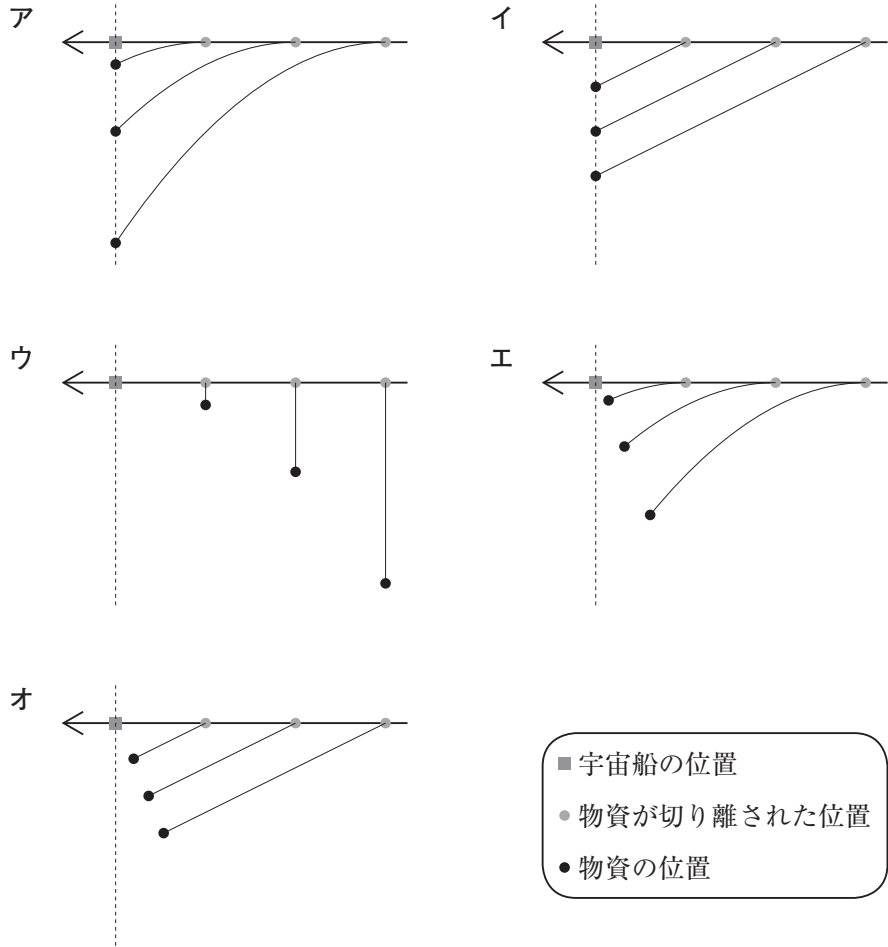 ア
イ
ウ
エ
オ
宇宙船の位置
物資が切り離された位置
物資の位置